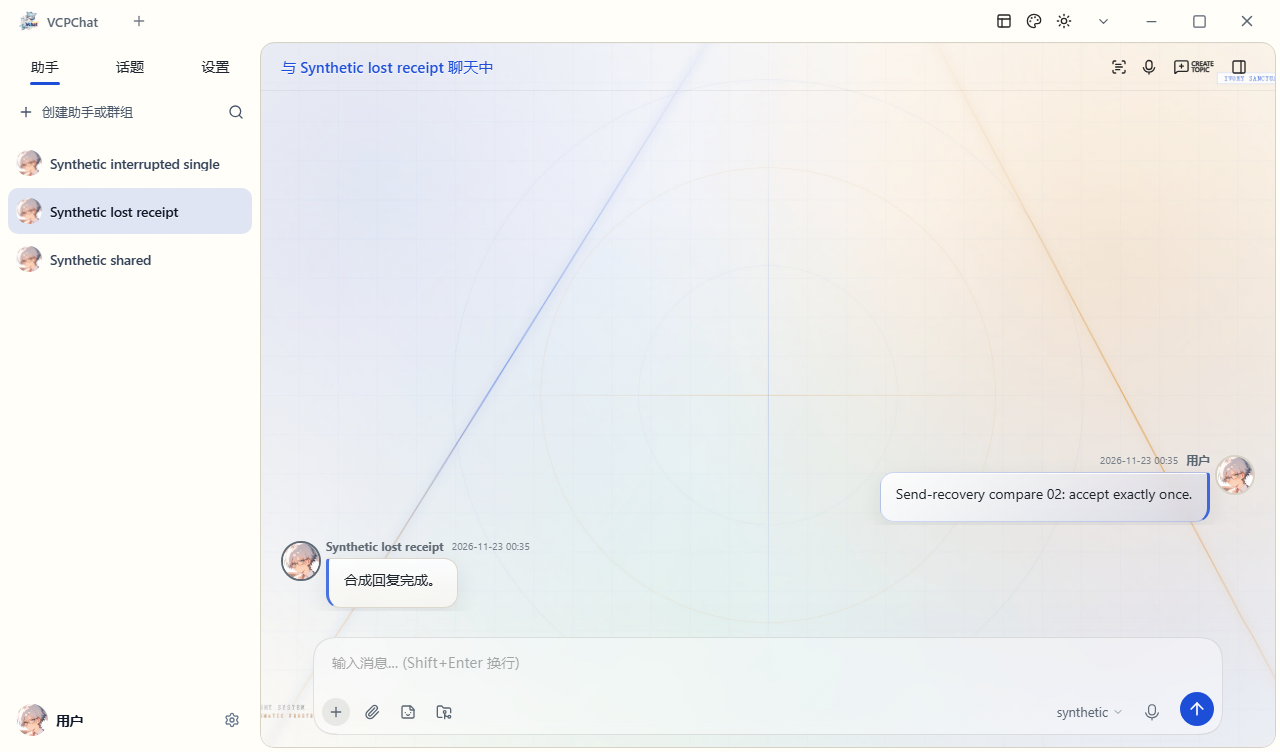 VCPChat
助手
话题
设置
创建助手或群组
Synthetic interrupted single
Synthetic lost receipt
Synthetic shared
用户
与 Synthetic lost receipt 聊天中
CREATE
TOPIC
2026-11-23 00:35 用户
Send-recovery compare 02: accept exactly once.
Synthetic lost receipt 2026-11-23 00:35
合成回复完成。
输入消息... (Shift+Enter 换行)
synthetic